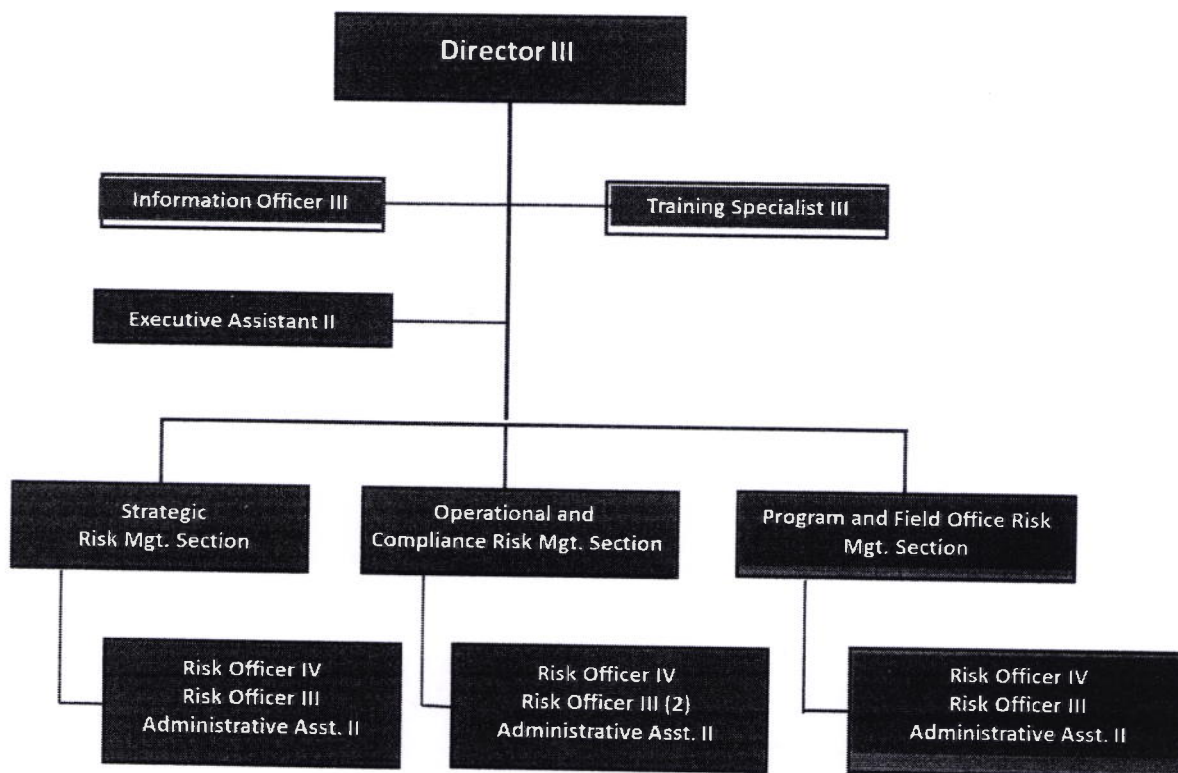 Director III
Information Officer III
Training Specialist III
Executive Assistant II
Strategic
Risk Mgt. Section
Operational and
Compliance Risk Mgt. Section
Program and Field Office Risk
Mgt. Section
Risk Officer IV
Risk Officer III
Administrative Asst. II
Risk Officer IV
Risk Officer III (2)
Administrative Asst. II
Risk Officer IV
Risk Officer III
Administrative Asst. II